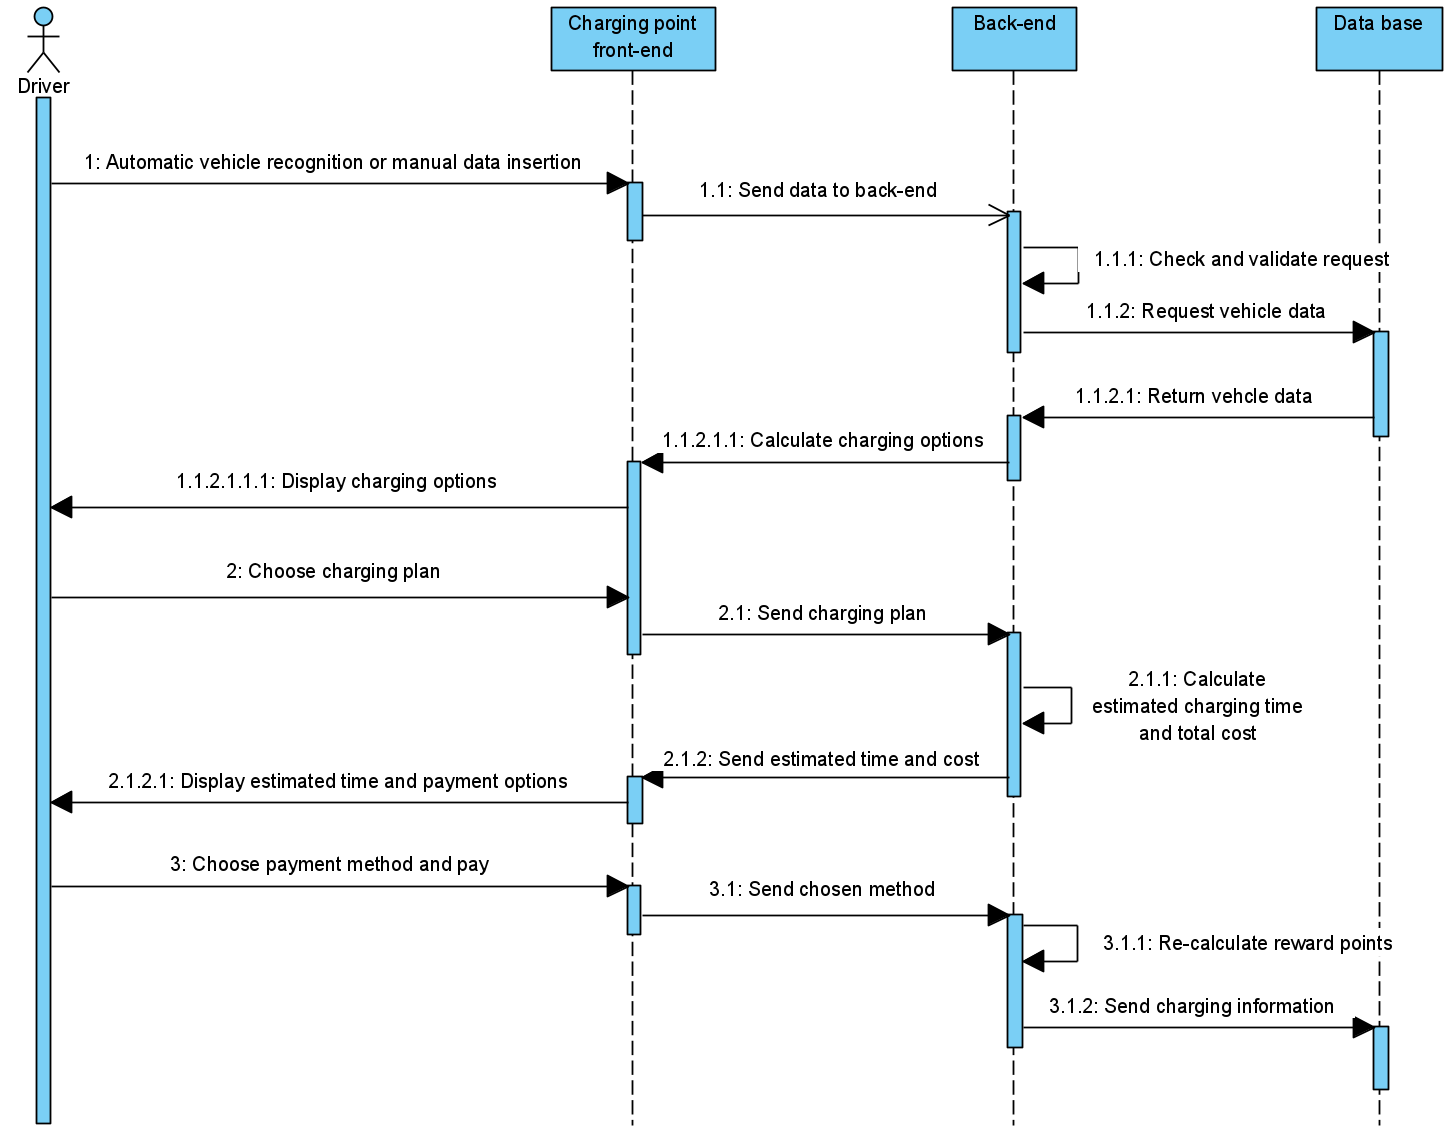 Driver
Charging point
front-end
Back-end
Data base
1: Automatic vehicle recognition or manual data insertion
1.1: Send data to back-end
1.1.1: Check and validate request
1.1.2: Request vehicle data
1.1.2.1: Return vehcle data
1.1.2.1.1: Calculate charging options
1.1.2.1.1.1: Display charging options
2: Choose charging plan
2.1: Send charging plan
2.1.1: Calculate
estimated charging time
and total cost
2.1.2: Send estimated time and cost
2.1.2.1: Display estimated time and payment options
3: Choose payment method and pay
3.1: Send chosen method
3.1.1: Re-calculate reward points
3.1.2: Send charging information